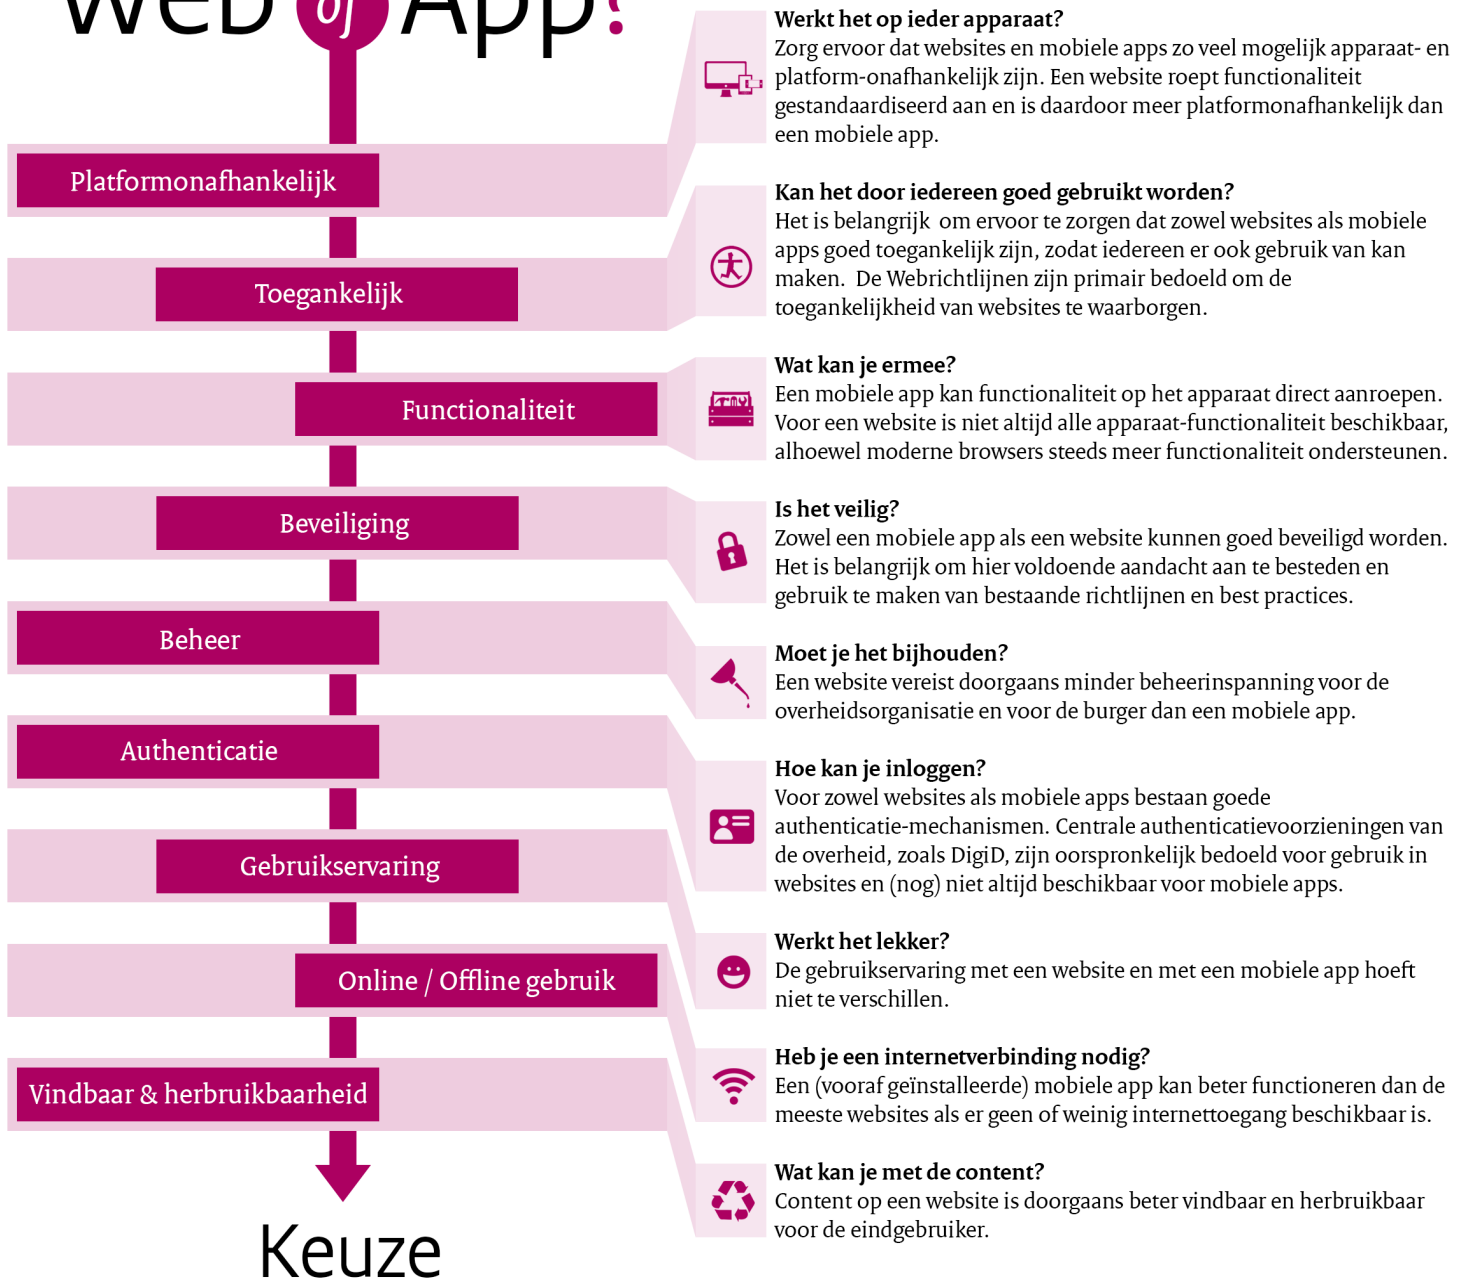 Web of App?
Platformonafhankelijk
Toegankelijk
Functionaliteit
Beveiliging
Beheer
Authenticatie
Gebruikservaring
Online / Offline gebruik
Vindbaar & herbruikbaarheid
Keuze
Werkt het op ieder apparaat?
Zorg ervoor dat websites en mobiele apps zo veel mogelijk apparaat- en
platform-onafhankelijk zijn. Een website roept functionaliteit
gestandaardiseerd aan en is daardoor meer platformonafhankelijk dan
een mobiele app.
Kan het door iedereen goed gebruikt worden?
Het is belangrijk om ervoor te zorgen dat zowel websites als mobiele
apps goed toegankelijk zijn, zodat iedereen er ook gebruik van kan
maken. De Webrichtlijnen zijn primair bedoeld om de
toegankelijkheid van websites te waarborgen.
Wat kan je ermee?
Een mobiele app kan functionaliteit op het apparaat direct aanroepen.
Voor een website is niet altijd alle apparaat-functionaliteit beschikbaar,
alhoewel moderne browsers steeds meer functionaliteit ondersteunen.
Is het veilig?
Zowel een mobiele app als een website kunnen goed beveiligd worden.
Het is belangrijk om hier voldoende aandacht aan te besteden en
gebruik te maken van bestaande richtlijnen en best practices.
Moet je het bijhouden?
Een website vereist doorgaans minder beheerinspanning voor de
overheidsorganisatie en voor de burger dan een mobiele app.
Hoe kan je inloggen?
Voor zowel websites als mobiele apps bestaan goede
authenticatie-mechanismen. Centrale authenticatievoorzieningen van
de overheid, zoals DigiD, zijn oorspronkelijk bedoeld voor gebruik in
websites en (nog) niet altijd beschikbaar voor mobiele apps.
Werkt het lekker?
De gebruikservaring met een website en met een mobiele app hoeft
niet te verschillen.
Heb je een internetverbinding nodig?
Een (vooraf geïnstalleerde) mobiele app kan beter functioneren dan de
meeste websites als er geen of weinig internettoegang beschikbaar is.
Wat kan je met de content?
Content op een website is doorgaans beter vindbaar en herbruikbaar
voor de eindgebruiker.